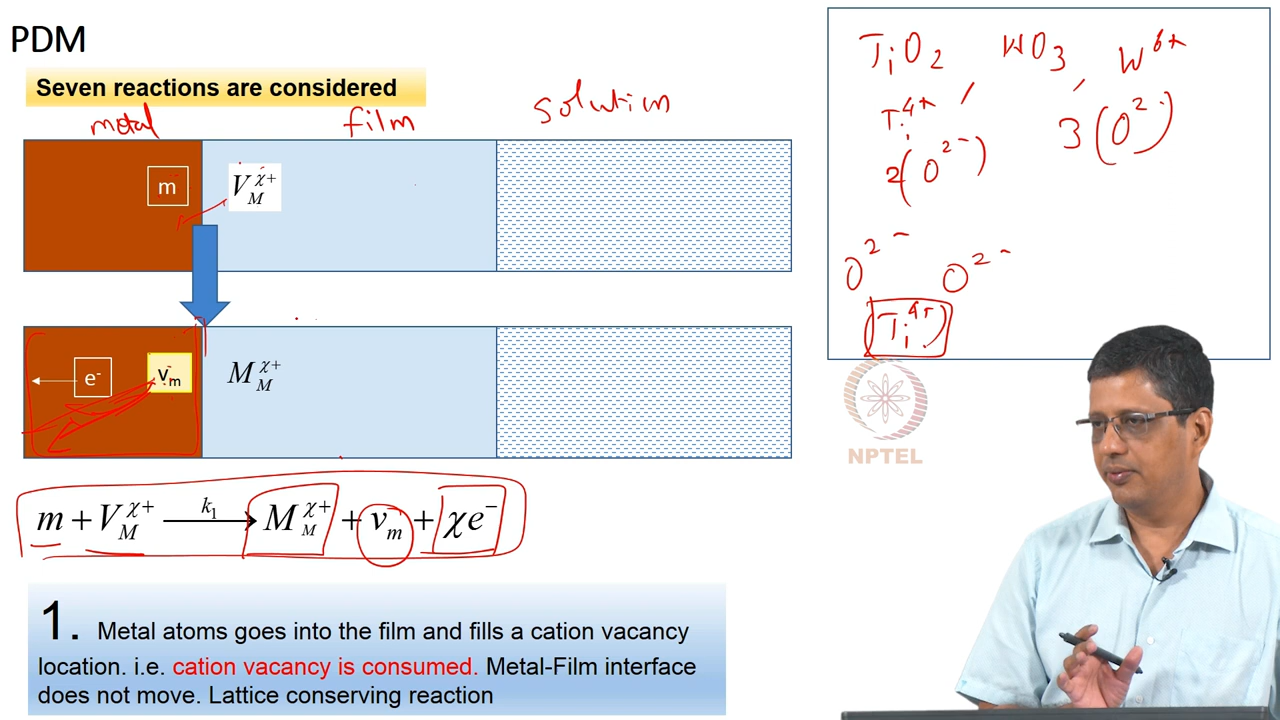 PDM
Seven reactions are considered
metal film solution
m V_M^{χ+}
e⁻ v_m M_M^{χ+}
m + V_M^{χ+} —k₁→ M_M^{χ+} + v_m + χe⁻
1. Metal atoms goes into the film and fills a cation vacancy
location. i.e. cation vacancy is consumed. Metal-Film interface
does not move. Lattice conserving reaction
TiO₂ WO₃ W⁶⁺
Ti⁴⁺ , ,
2(O²⁻) 3(O²⁻)
O²⁻ O²⁻
(Ti⁴⁺)
NPTEL